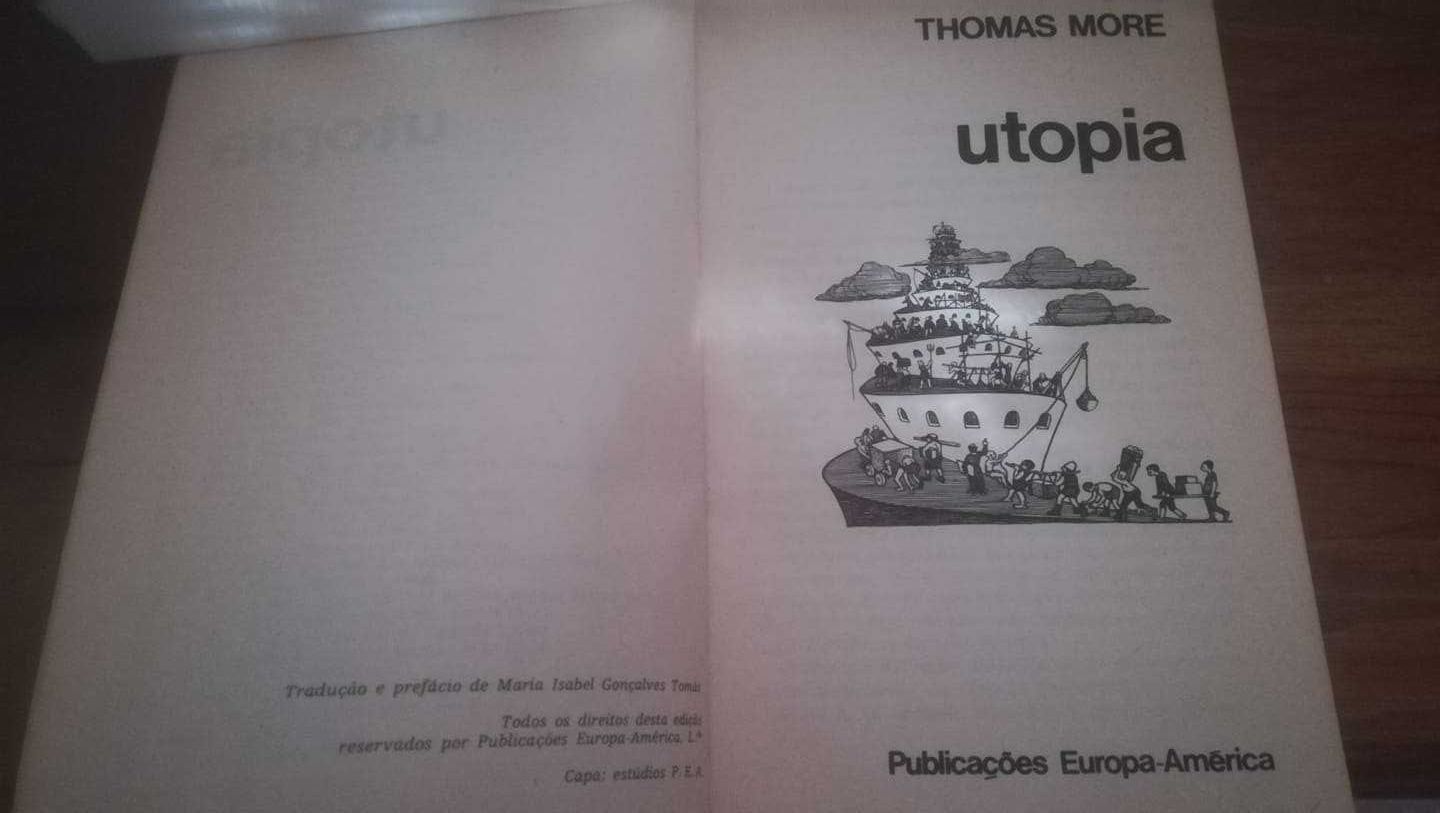 Tradução e prefácio de Maria Isabel Gonçalves Tomás
Todos os direitos desta edição
reservados por Publicações Europa-América, L.ª
Capa: estúdios P. E. A.
THOMAS MORE
utopia
Publicações Europa-América